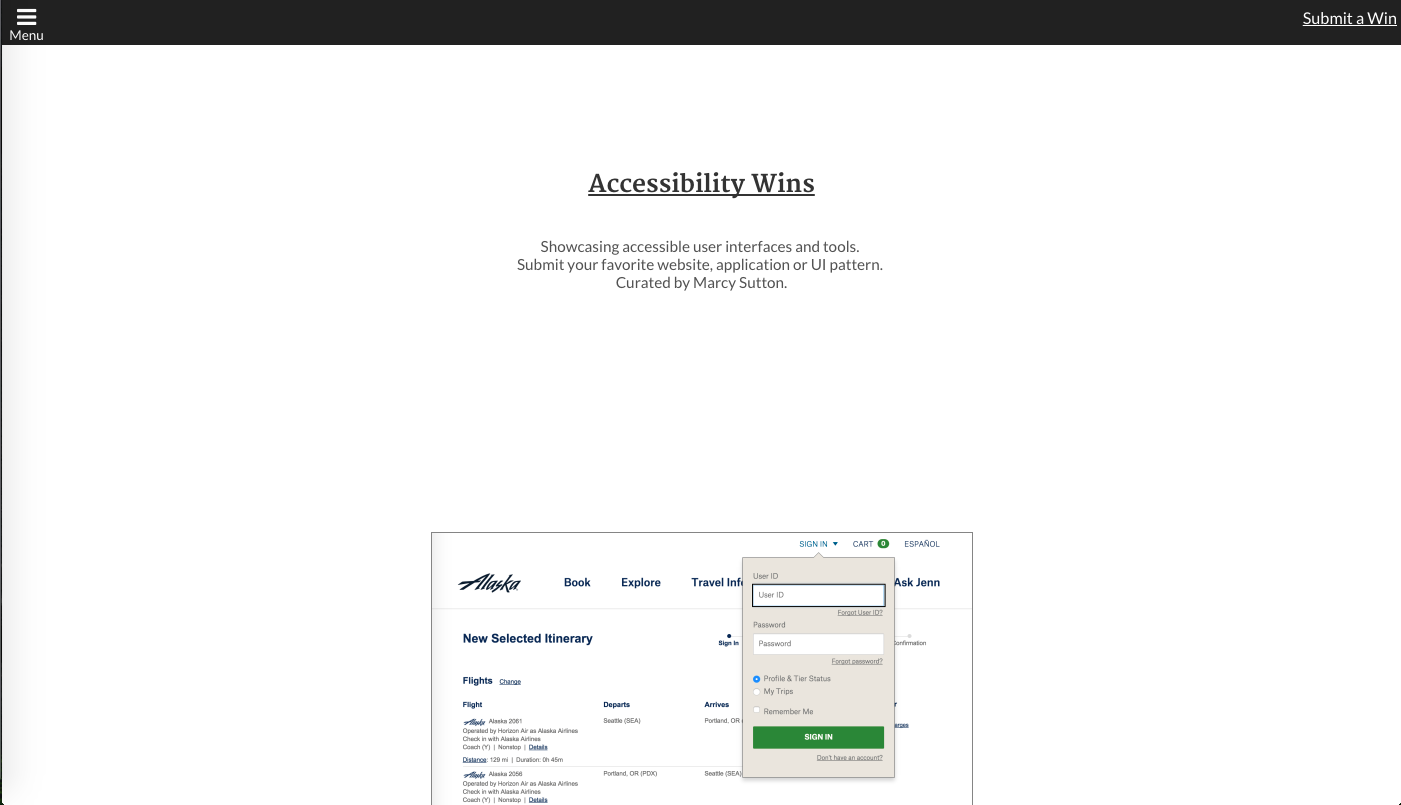 Menu
Submit a Win
Accessibility Wins
Showcasing accessible user interfaces and tools.
Submit your favorite website, application or UI pattern.
Curated by Marcy Sutton.
SIGN IN CART 0 ESPAÑOL
Alaska Book Explore Travel Inf Ask Jenn
User ID
User ID
Forgot User ID?
Password
Password
Forgot password?
Profile & Tier Status
My Trips
Remember Me
SIGN IN
Don't have an account?
New Selected Itinerary
Sign In onfirmation
Flights Change
Flight Departs Arrives r
Alaska Alaska 2061 Seattle (SEA) Portland, OR
Operated by Horizon Air as Alaska Airlines
Check in with Alaska Airlines
Coach (Y) | Nonstop | Details
Distance: 129 mi | Duration: 0h 45m
Alaska Alaska 2056 Portland, OR (PDX) Seattle (SEA)
Operated by Horizon Air as Alaska Airlines
Check in with Alaska Airlines
Coach (Y) | Nonstop | Details